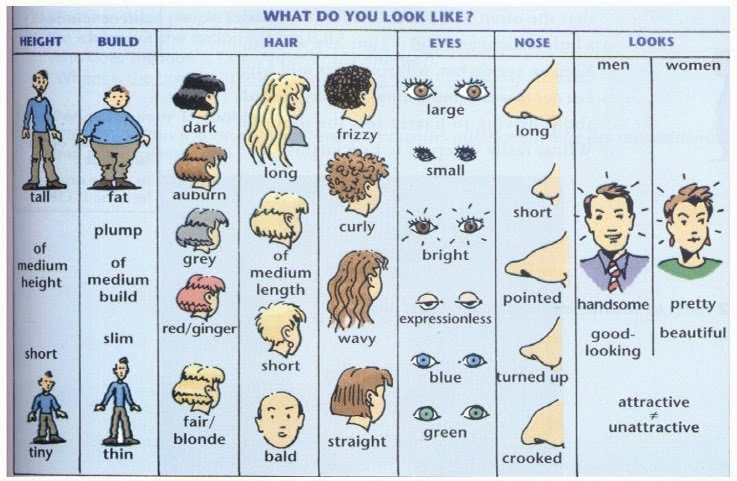 WHAT DO YOU LOOK LIKE?
HEIGHT
BUILD
HAIR
EYES
NOSE
LOOKS
tall
of
medium
height
short
tiny
fat
plump
of
medium
build
slim
thin
dark
auburn
grey
red/ginger
fair/
blonde
long
of
medium
length
short
bald
frizzy
curly
wavy
straight
large
small
bright
expressionless
blue
green
long
short
pointed
turned up
crooked
men
women
handsome
pretty
good-
looking
beautiful
attractive
≠
unattractive